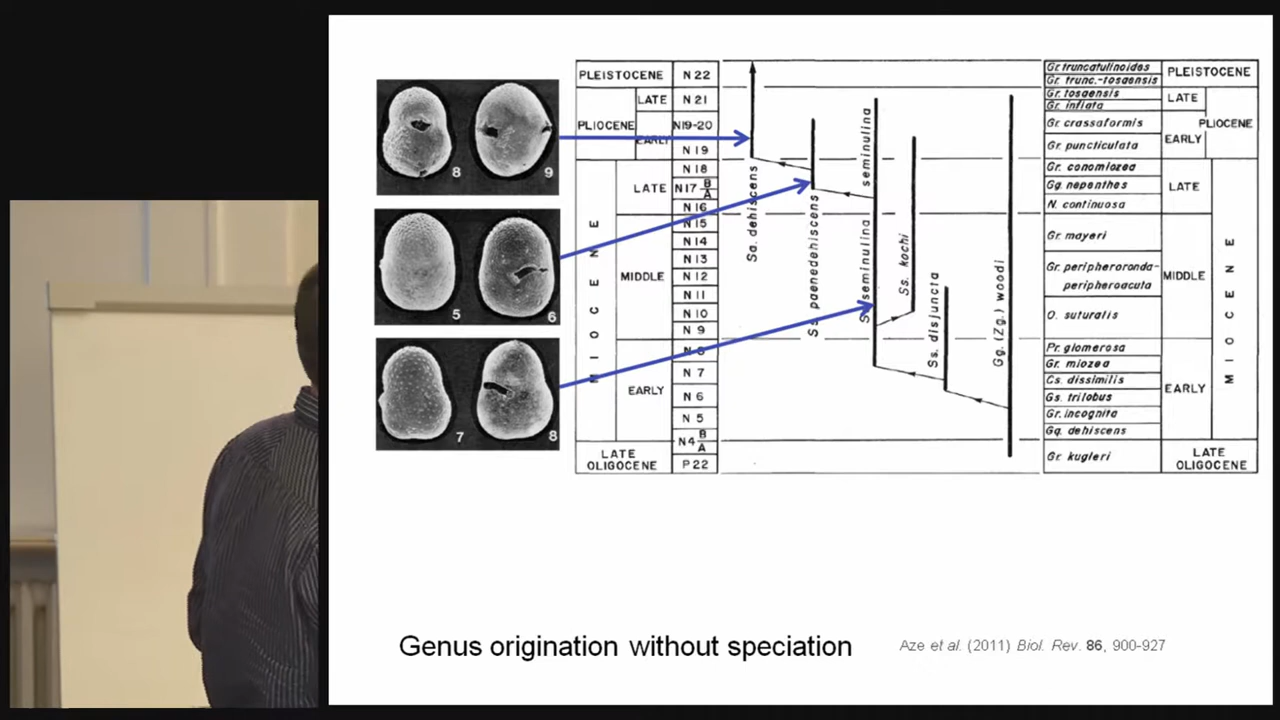 8 9
5 6
7 8
PLEISTOCENE N 22
PLIOCENE LATE N 21
EARLY N19-20
N 19
MIOCENE
LATE N 18
N17 B A
N 16
MIDDLE N 15
N 14
N 13
N 12
N 11
N 10
N 9
EARLY N 8
N 7
N 6
N 5
N4 B A
LATE OLIGOCENE P 22
Sa. dehiscens
Ss. paenedehiscens
Ss. seminulina seminulina
Ss. kochi
Ss. disjuncta
Gg. (Zg.) woodi
Gr. truncatulinoides PLEISTOCENE
Gr. trunc.-tosaensis
Gr. tosaensis LATE
Gr. inflata
Gr. crassaformis PLIOCENE
Gr. puncticulata EARLY
Gr. conomiozea
Gg. nepenthes LATE
N. continuosa
Gr. mayeri
Gr. peripheroronda-
peripheroacuta MIDDLE
O. suturalis
MIOCENE
Pr. glomerosa
Gr. miozea
Cs. dissimilis EARLY
Gs. trilobus
Gr. incognita
Gq. dehiscens
Gr. kugleri LATE OLIGOCENE
Genus origination without speciation
Aze et al. (2011) Biol. Rev. 86, 900-927